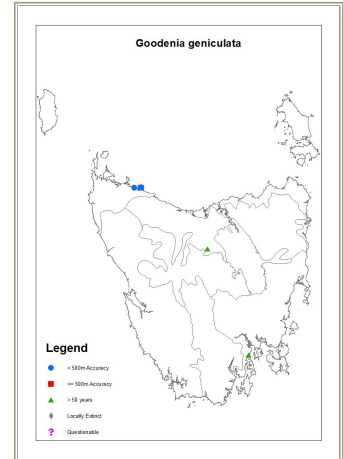 Goodenia geniculata
Legend
< 500m Accuracy
>= 500m Accuracy
> 50 years
Locally Extinct
? Questionable